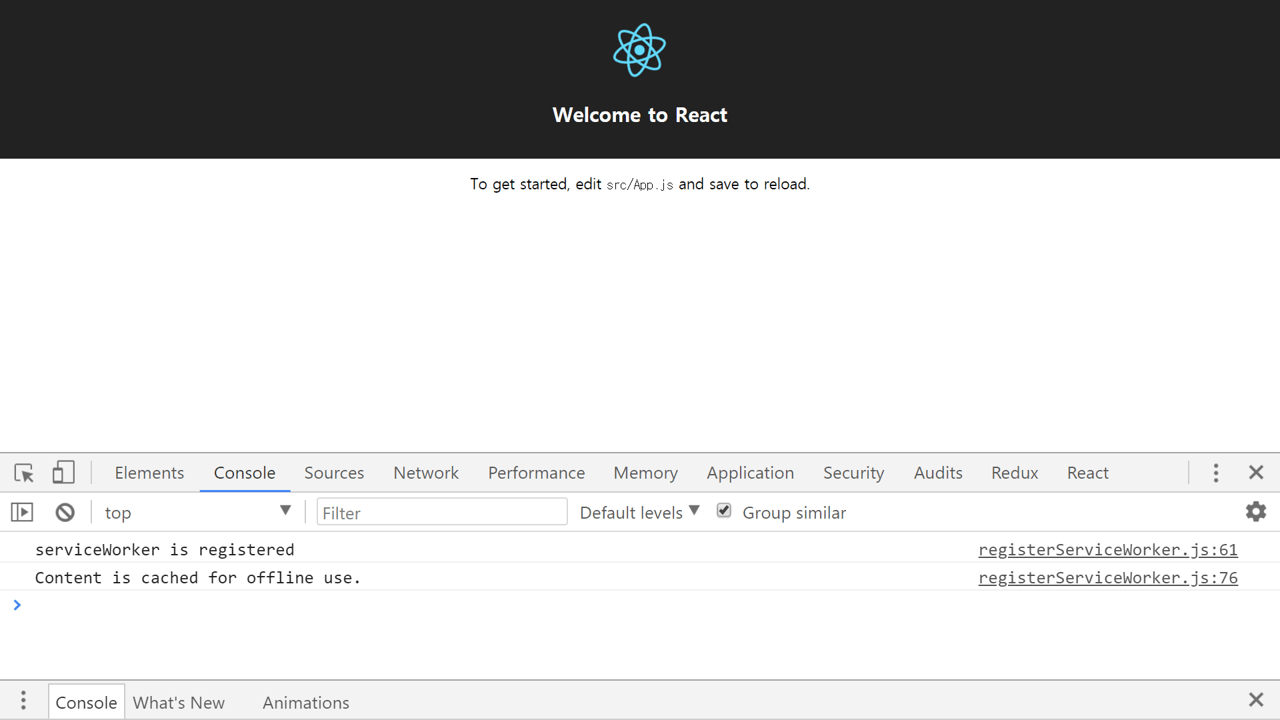 Welcome to React
To get started, edit src/App.js and save to reload.
Elements Console Sources Network Performance Memory Application Security Audits Redux React
top Filter Default levels Group similar
serviceWorker is registered registerServiceWorker.js:61
Content is cached for offline use. registerServiceWorker.js:76
Console What's New Animations